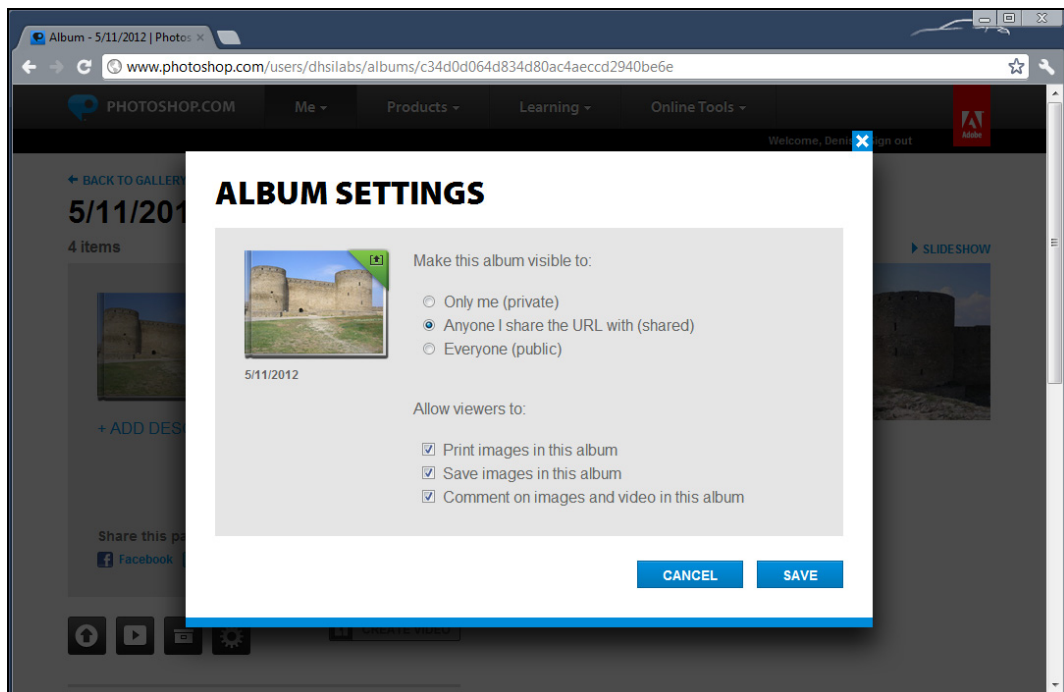 Album - 5/11/2012 | Photos
www.photoshop.com/users/dhsilabs/albums/c34d0d064d834d80ac4aeccd2940be6e
PHOTOSHOP.COM Me Products Learning Online Tools
Adobe
Welcome, ign out
BACK TO GALLERY
5/11/201
4 items
SLIDESHOW
ALBUM SETTINGS
5/11/2012
Make this album visible to:
Only me (private)
Anyone I share the URL with (shared)
Everyone (public)
Allow viewers to:
Print images in this album
Save images in this album
Comment on images and video in this album
+ ADD DES
Share this pa
Facebook
CANCEL SAVE
CREATE VIDEO